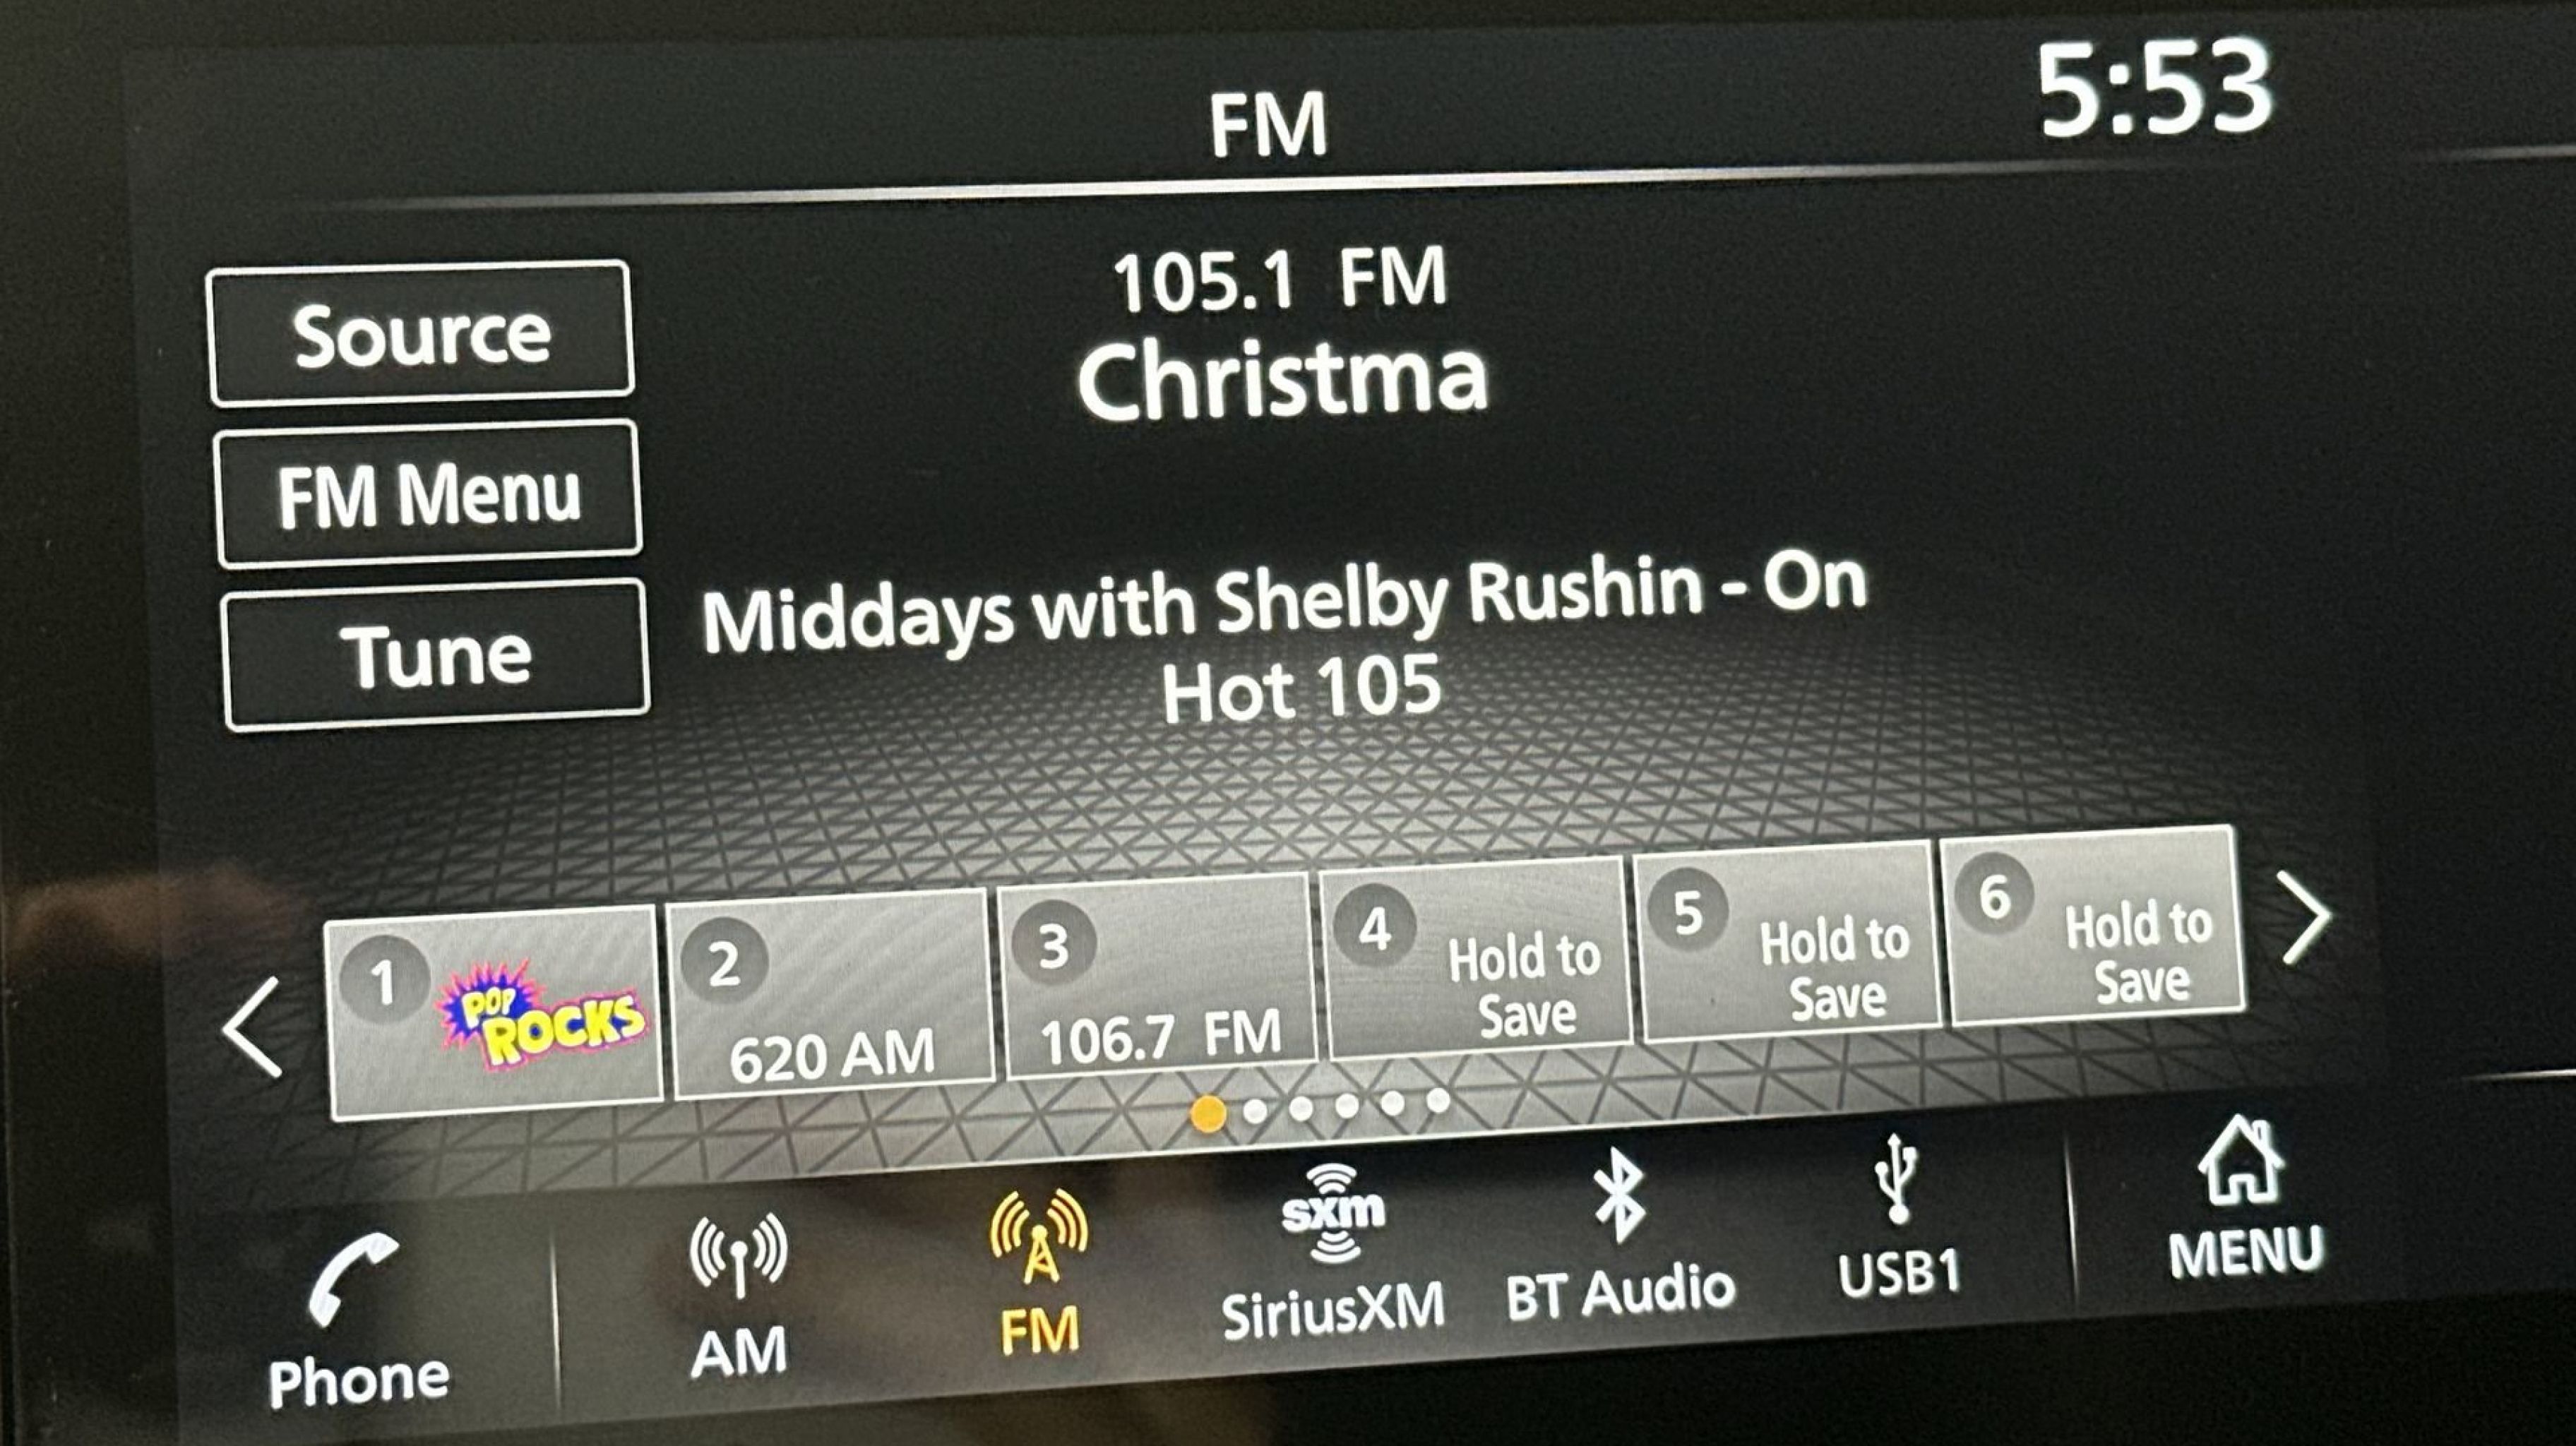 FM
5:53
Source
FM Menu
Tune
105.1 FM
Christma
Middays with Shelby Rushin - On
Hot 105
1
POP
ROCKS
2
620 AM
3
106.7 FM
4
Hold to
Save
5
Hold to
Save
6
Hold to
Save
Phone
AM
FM
sxm
SiriusXM
BT Audio
USB1
MENU